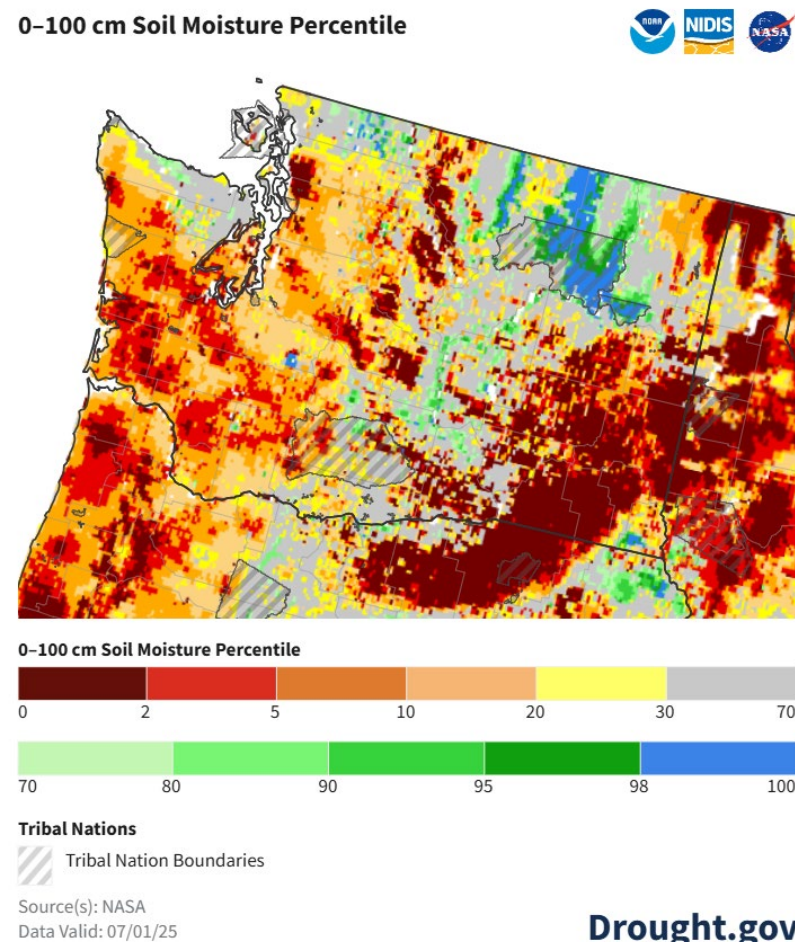 0–100 cm Soil Moisture Percentile
NOAA
NIDIS
NASA
0–100 cm Soil Moisture Percentile
0 2 5 10 20 30 70
70 80 90 95 98 100
Tribal Nations
Tribal Nation Boundaries
Source(s): NASA
Data Valid: 07/01/25
Drought.gov